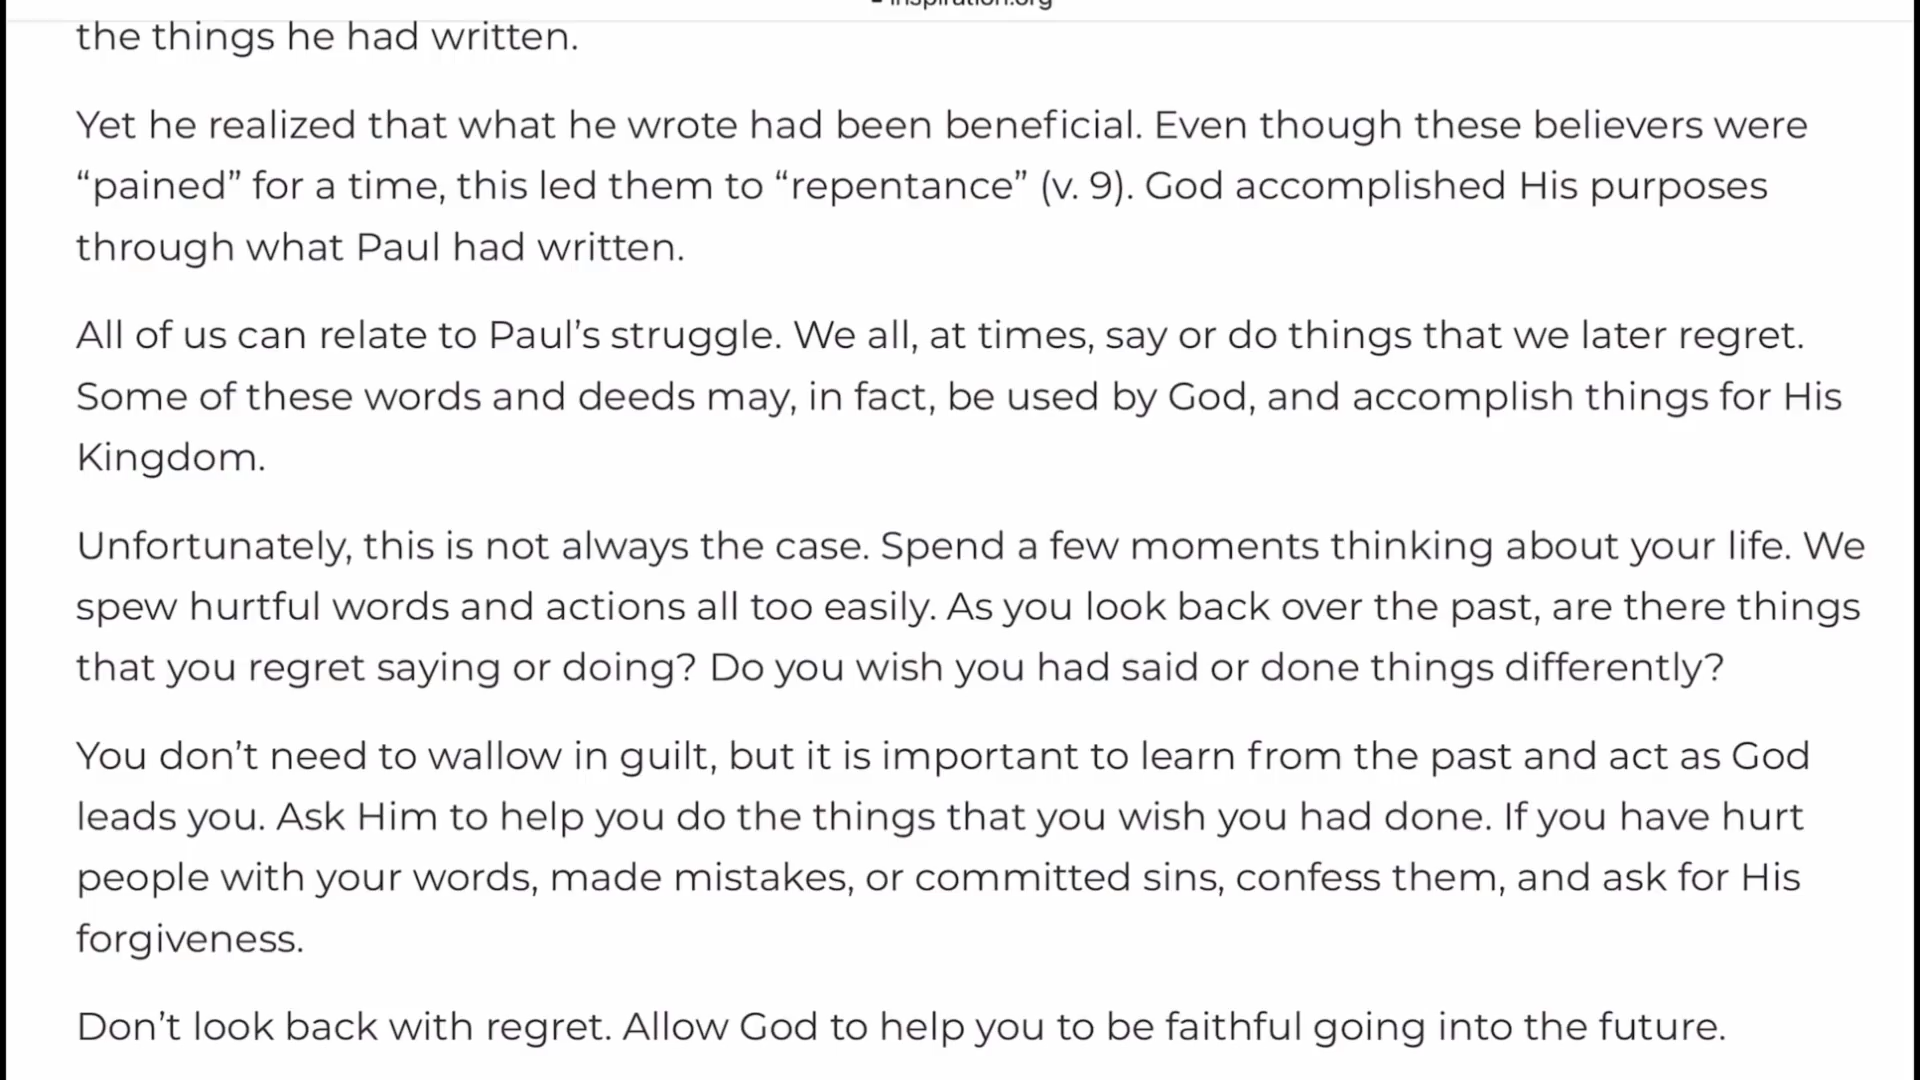 inspiration.org
the things he had written.
Yet he realized that what he wrote had been beneficial. Even though these believers were
“pained” for a time, this led them to “repentance” (v. 9). God accomplished His purposes
through what Paul had written.
All of us can relate to Paul’s struggle. We all, at times, say or do things that we later regret.
Some of these words and deeds may, in fact, be used by God, and accomplish things for His
Kingdom.
Unfortunately, this is not always the case. Spend a few moments thinking about your life. We
spew hurtful words and actions all too easily. As you look back over the past, are there things
that you regret saying or doing? Do you wish you had said or done things differently?
You don’t need to wallow in guilt, but it is important to learn from the past and act as God
leads you. Ask Him to help you do the things that you wish you had done. If you have hurt
people with your words, made mistakes, or committed sins, confess them, and ask for His
forgiveness.
Don’t look back with regret. Allow God to help you to be faithful going into the future.